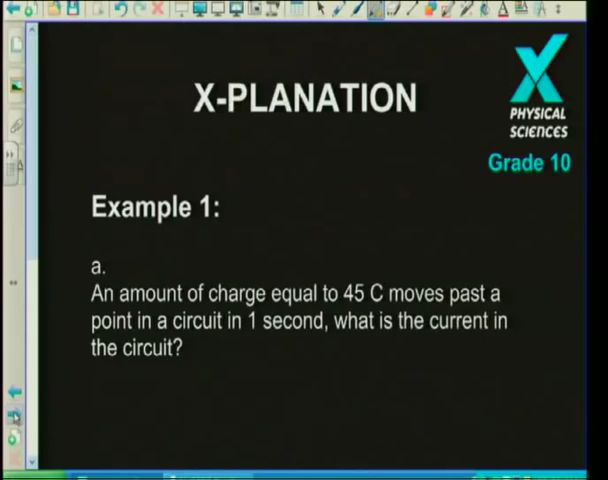 X-PLANATION
PHYSICAL
SCIENCES
Grade 10
Example 1:
a.
An amount of charge equal to 45 C moves past a
point in a circuit in 1 second, what is the current in
the circuit?